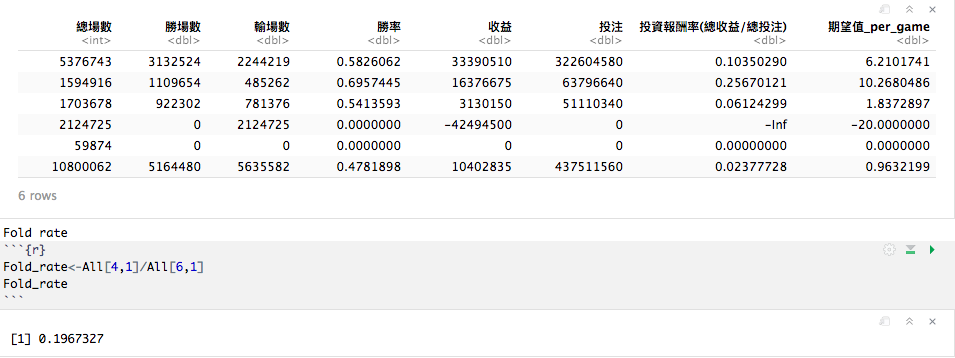 總場數 勝場數 輸場數 勝率 收益 投注 投資報酬率(總收益/總投注) 期望值_per_game
<int> <dbl> <dbl> <dbl> <dbl> <dbl> <dbl> <dbl>
5376743 3132524 2244219 0.5826062 33390510 322604580 0.10350290 6.2101741
1594916 1109654 485262 0.6957445 16376675 63796640 0.25670121 10.2680486
1703678 922302 781376 0.5413593 3130150 51110340 0.06124299 1.8372897
2124725 0 2124725 0.0000000 -42494500 0 -Inf -20.0000000
59874 0 0 0.0000000 0 0 0.00000000 0.0000000
10800062 5164480 5635582 0.4781898 10402835 437511560 0.02377728 0.9632199
6 rows
Fold rate
```{r}
Fold_rate<-All[4,1]/All[6,1]
Fold_rate
```
[1] 0.1967327